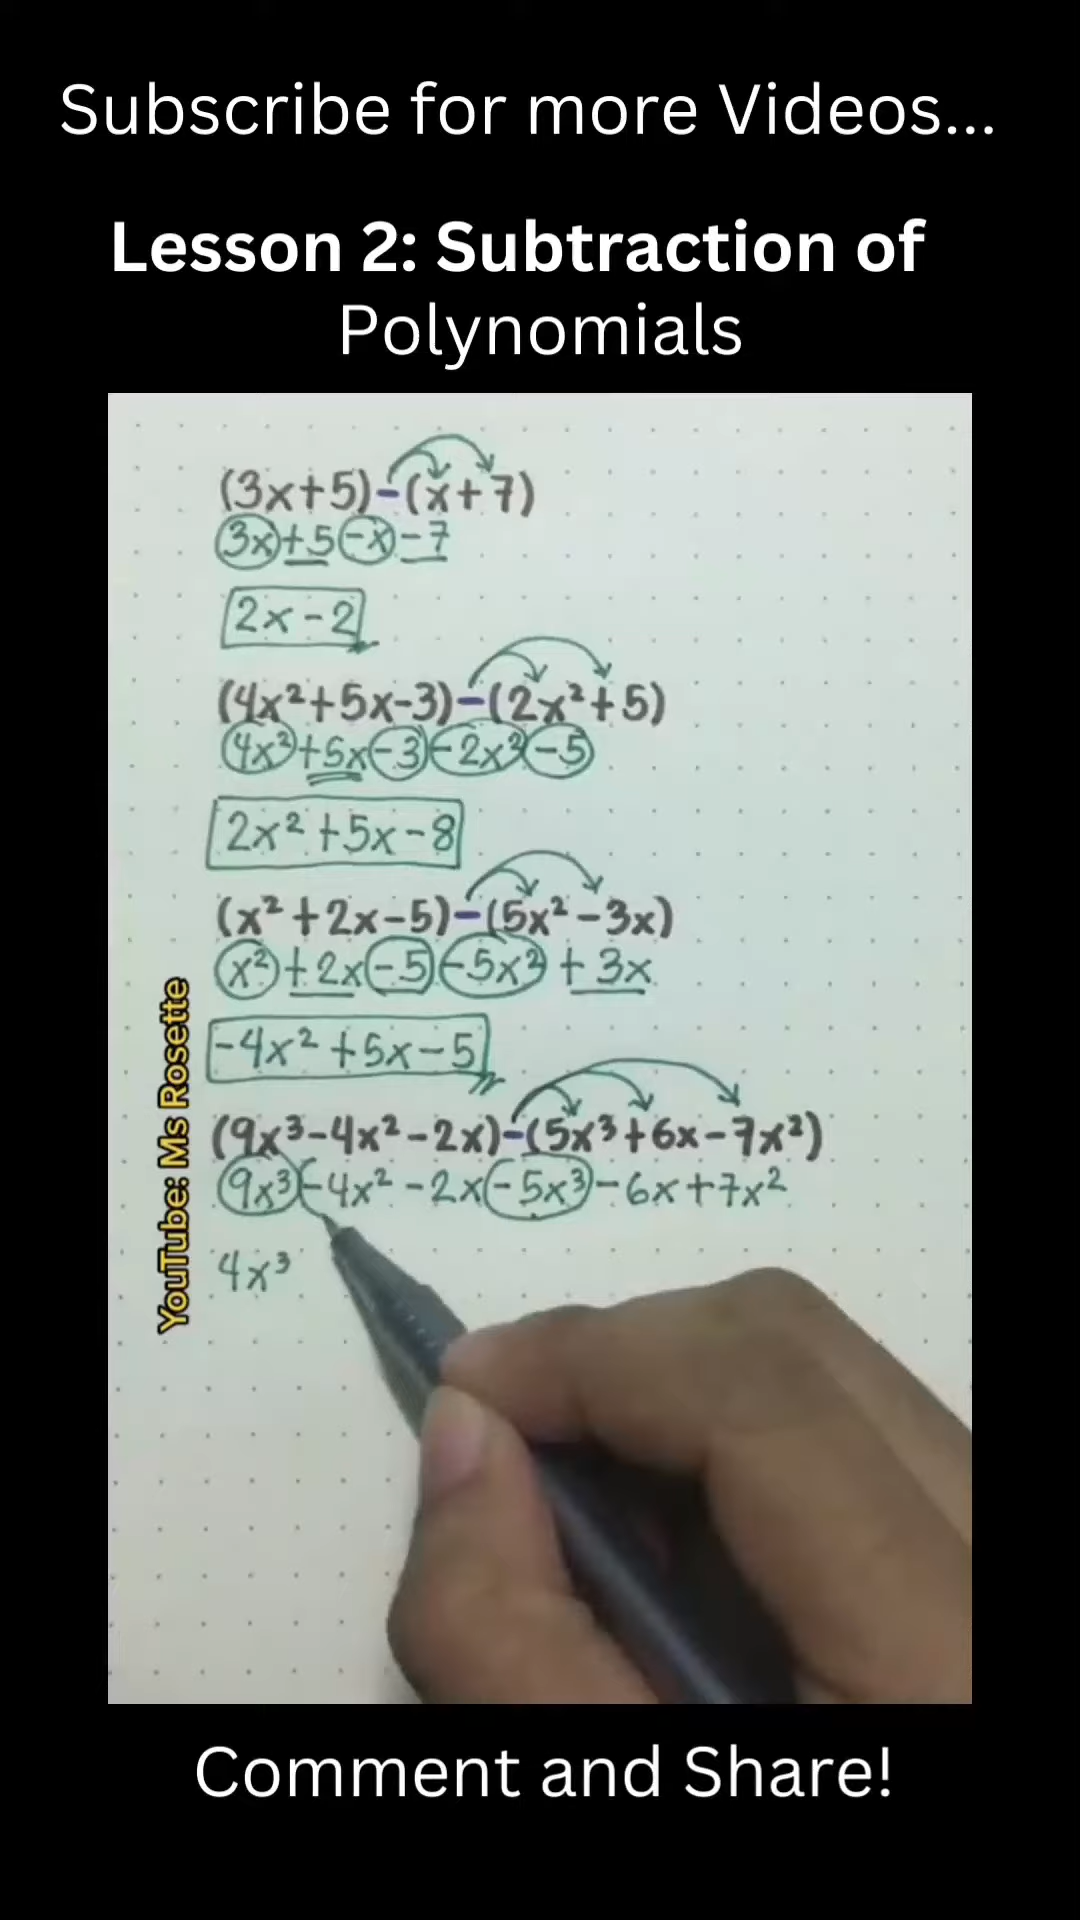 Subscribe for more Videos...
Lesson 2: Subtraction of
Polynomials
(3x+5)-(x+7)
3x+5-x-7
2x-2
(4x²+5x-3)-(2x²+5)
4x²+5x-3-2x²-5
2x²+5x-8
(x²+2x-5)-(5x²-3x)
x²+2x-5-5x²+3x
-4x²+5x-5
(9x³-4x²-2x)-(5x³+6x-7x²)
9x³-4x²-2x-5x³-6x+7x²
4x³
YouTube: Ms Rosette
Comment and Share!